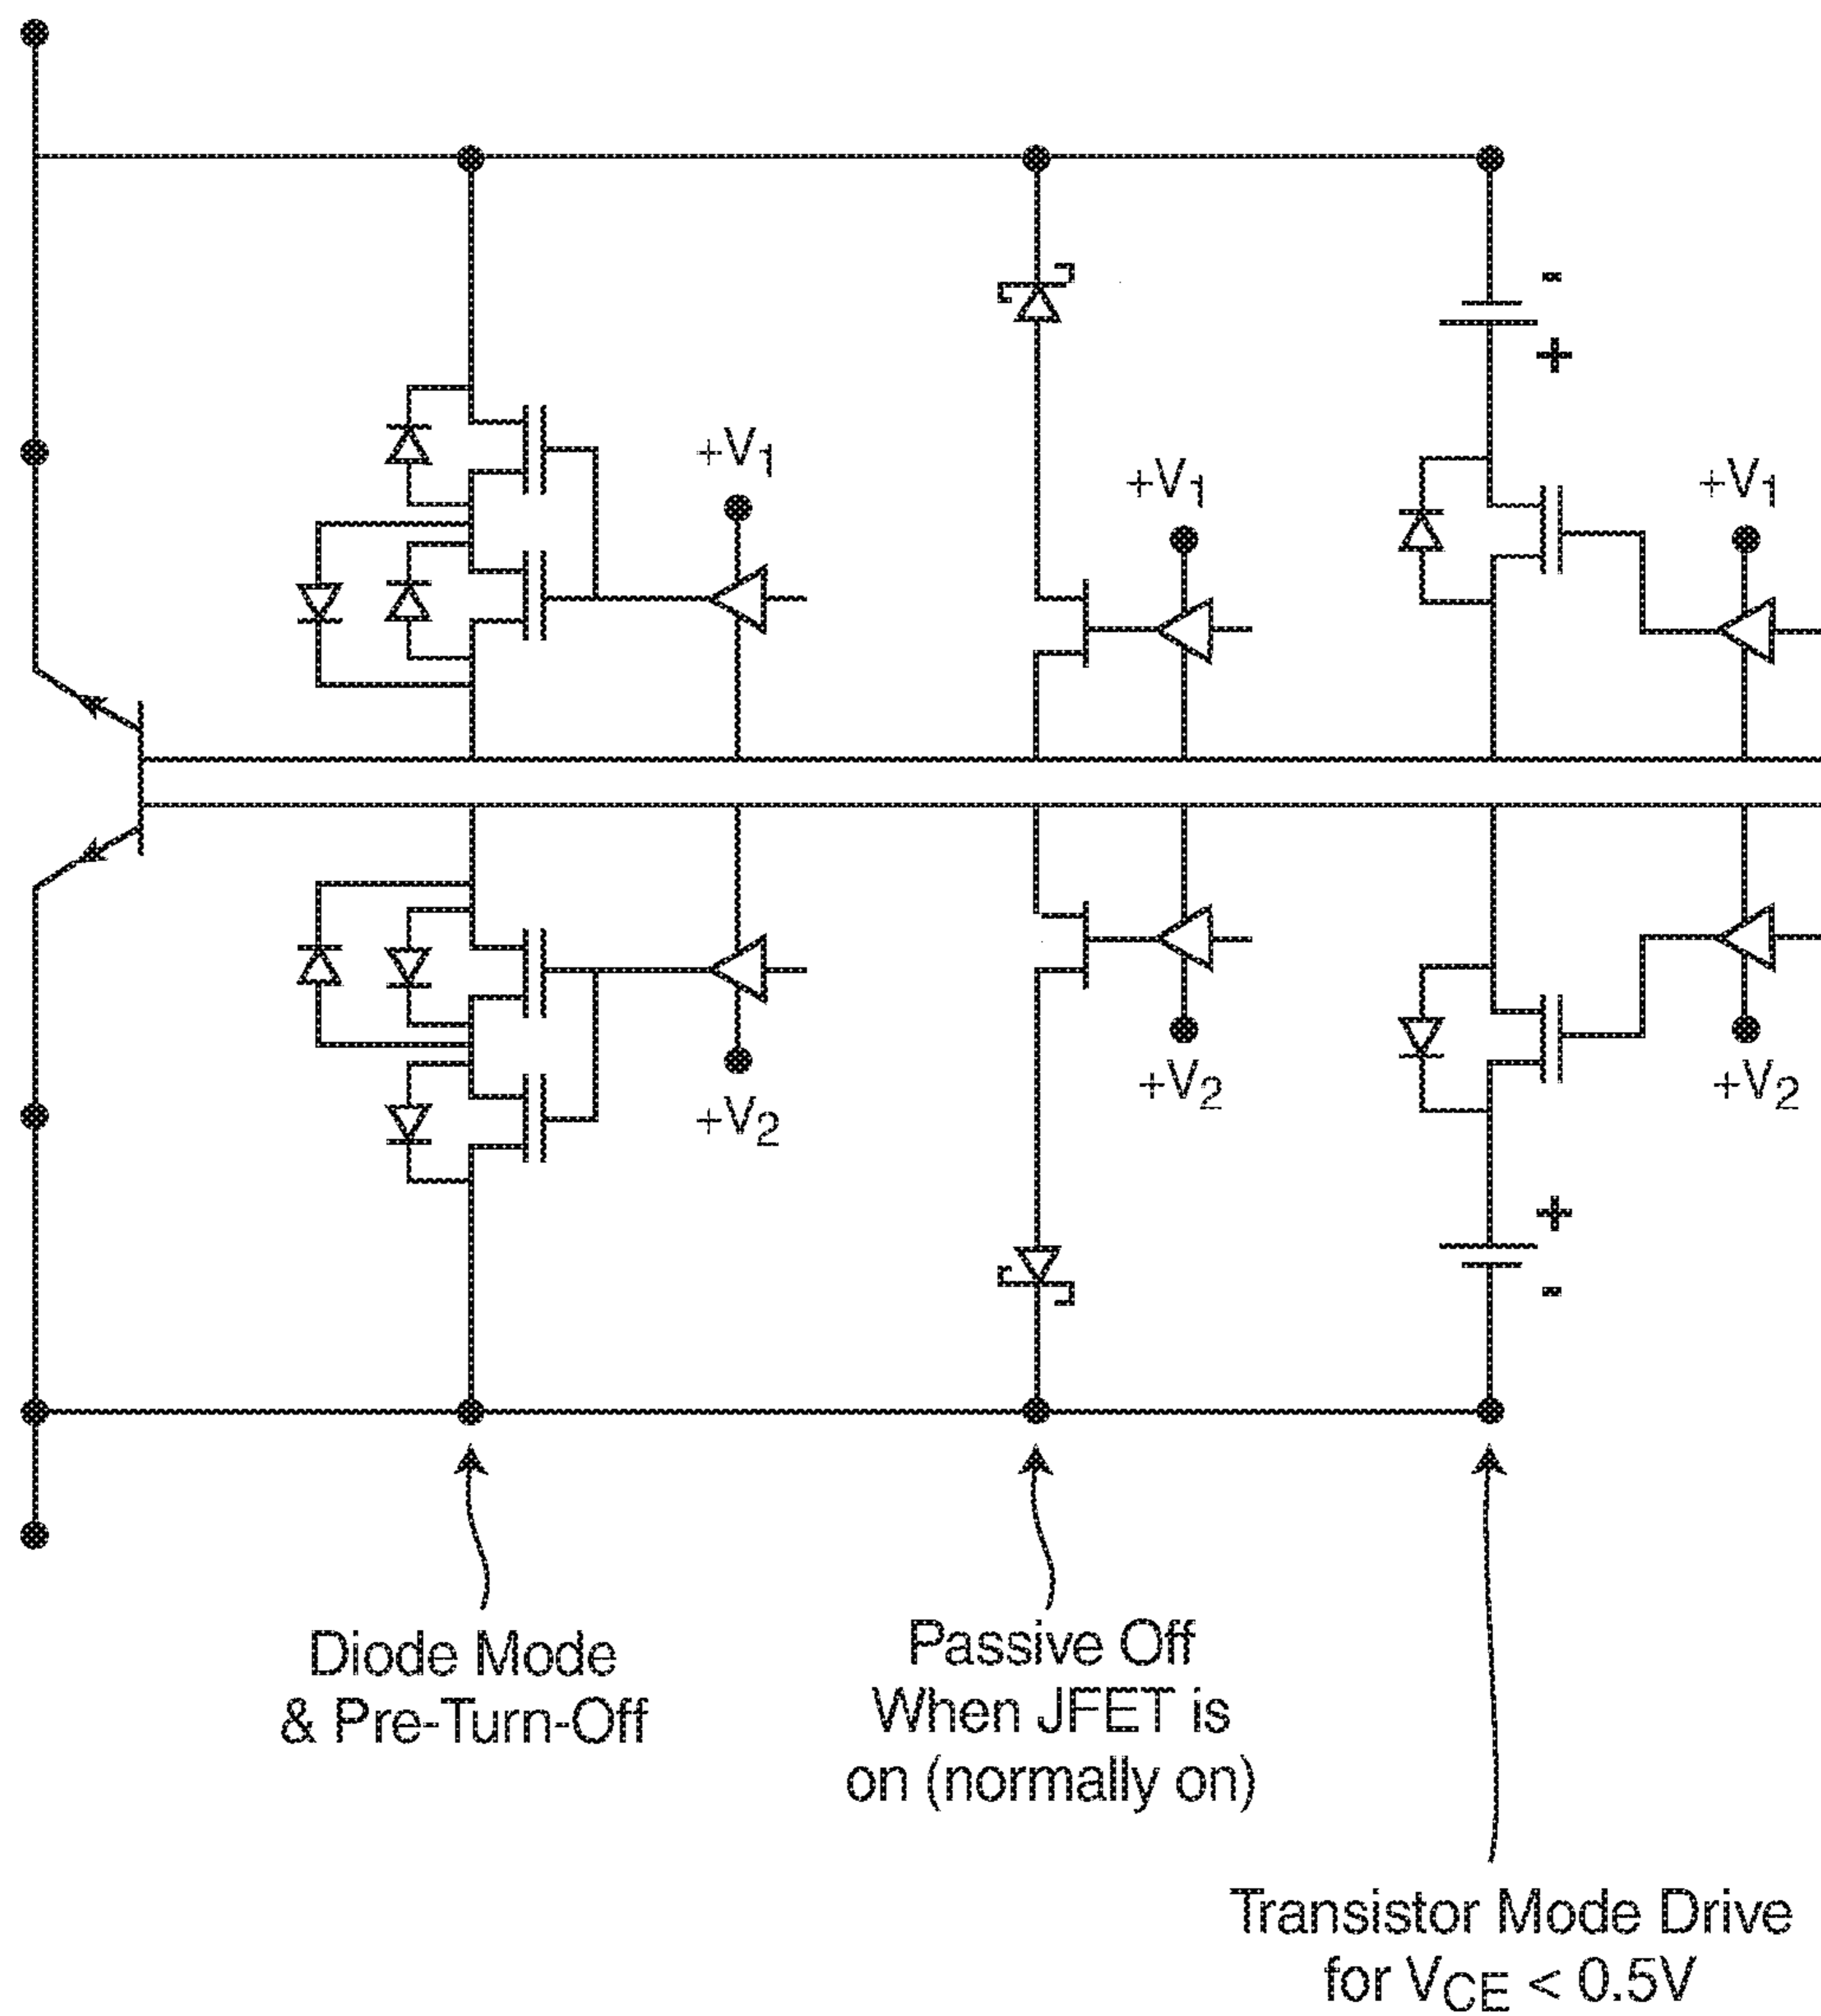 -
+
+V1
+V1
+V1
+V2
+V2
+V2
+
-
Diode Mode
& Pre-Turn-Off
Passive Off
When JFET is
on (normally on)
Transistor Mode Drive
for VCE < 0.5V